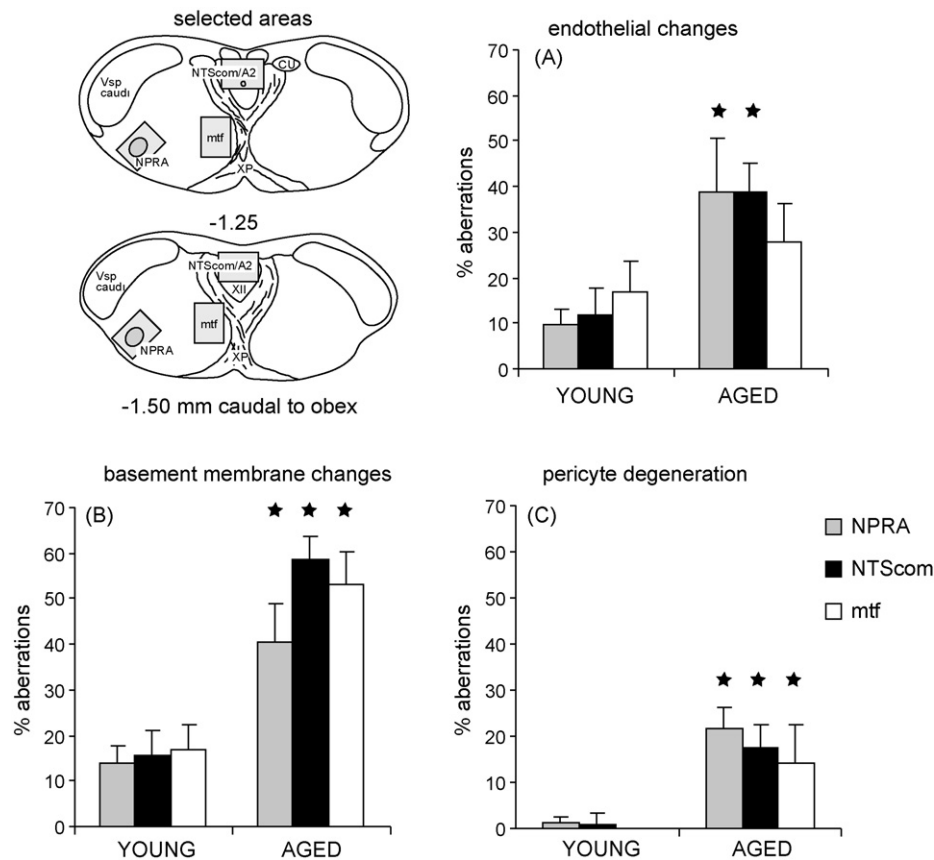 selected areas
NTScom/A2
CU
Vsp
caudı
mtf
NPRA
XP
-1.25
NTScom/A2
Vsp
caudı
XII
mtf
NPRA
XP
-1.50 mm caudal to obex
endothelial changes
(A)
% aberrations
70
60
50
40
30
20
10
0
YOUNG AGED
basement membrane changes
(B)
% aberrations
70
60
50
40
30
20
10
0
YOUNG AGED
pericyte degeneration
(C)
% aberrations
70
60
50
40
30
20
10
0
YOUNG AGED
NPRA
NTScom
mtf